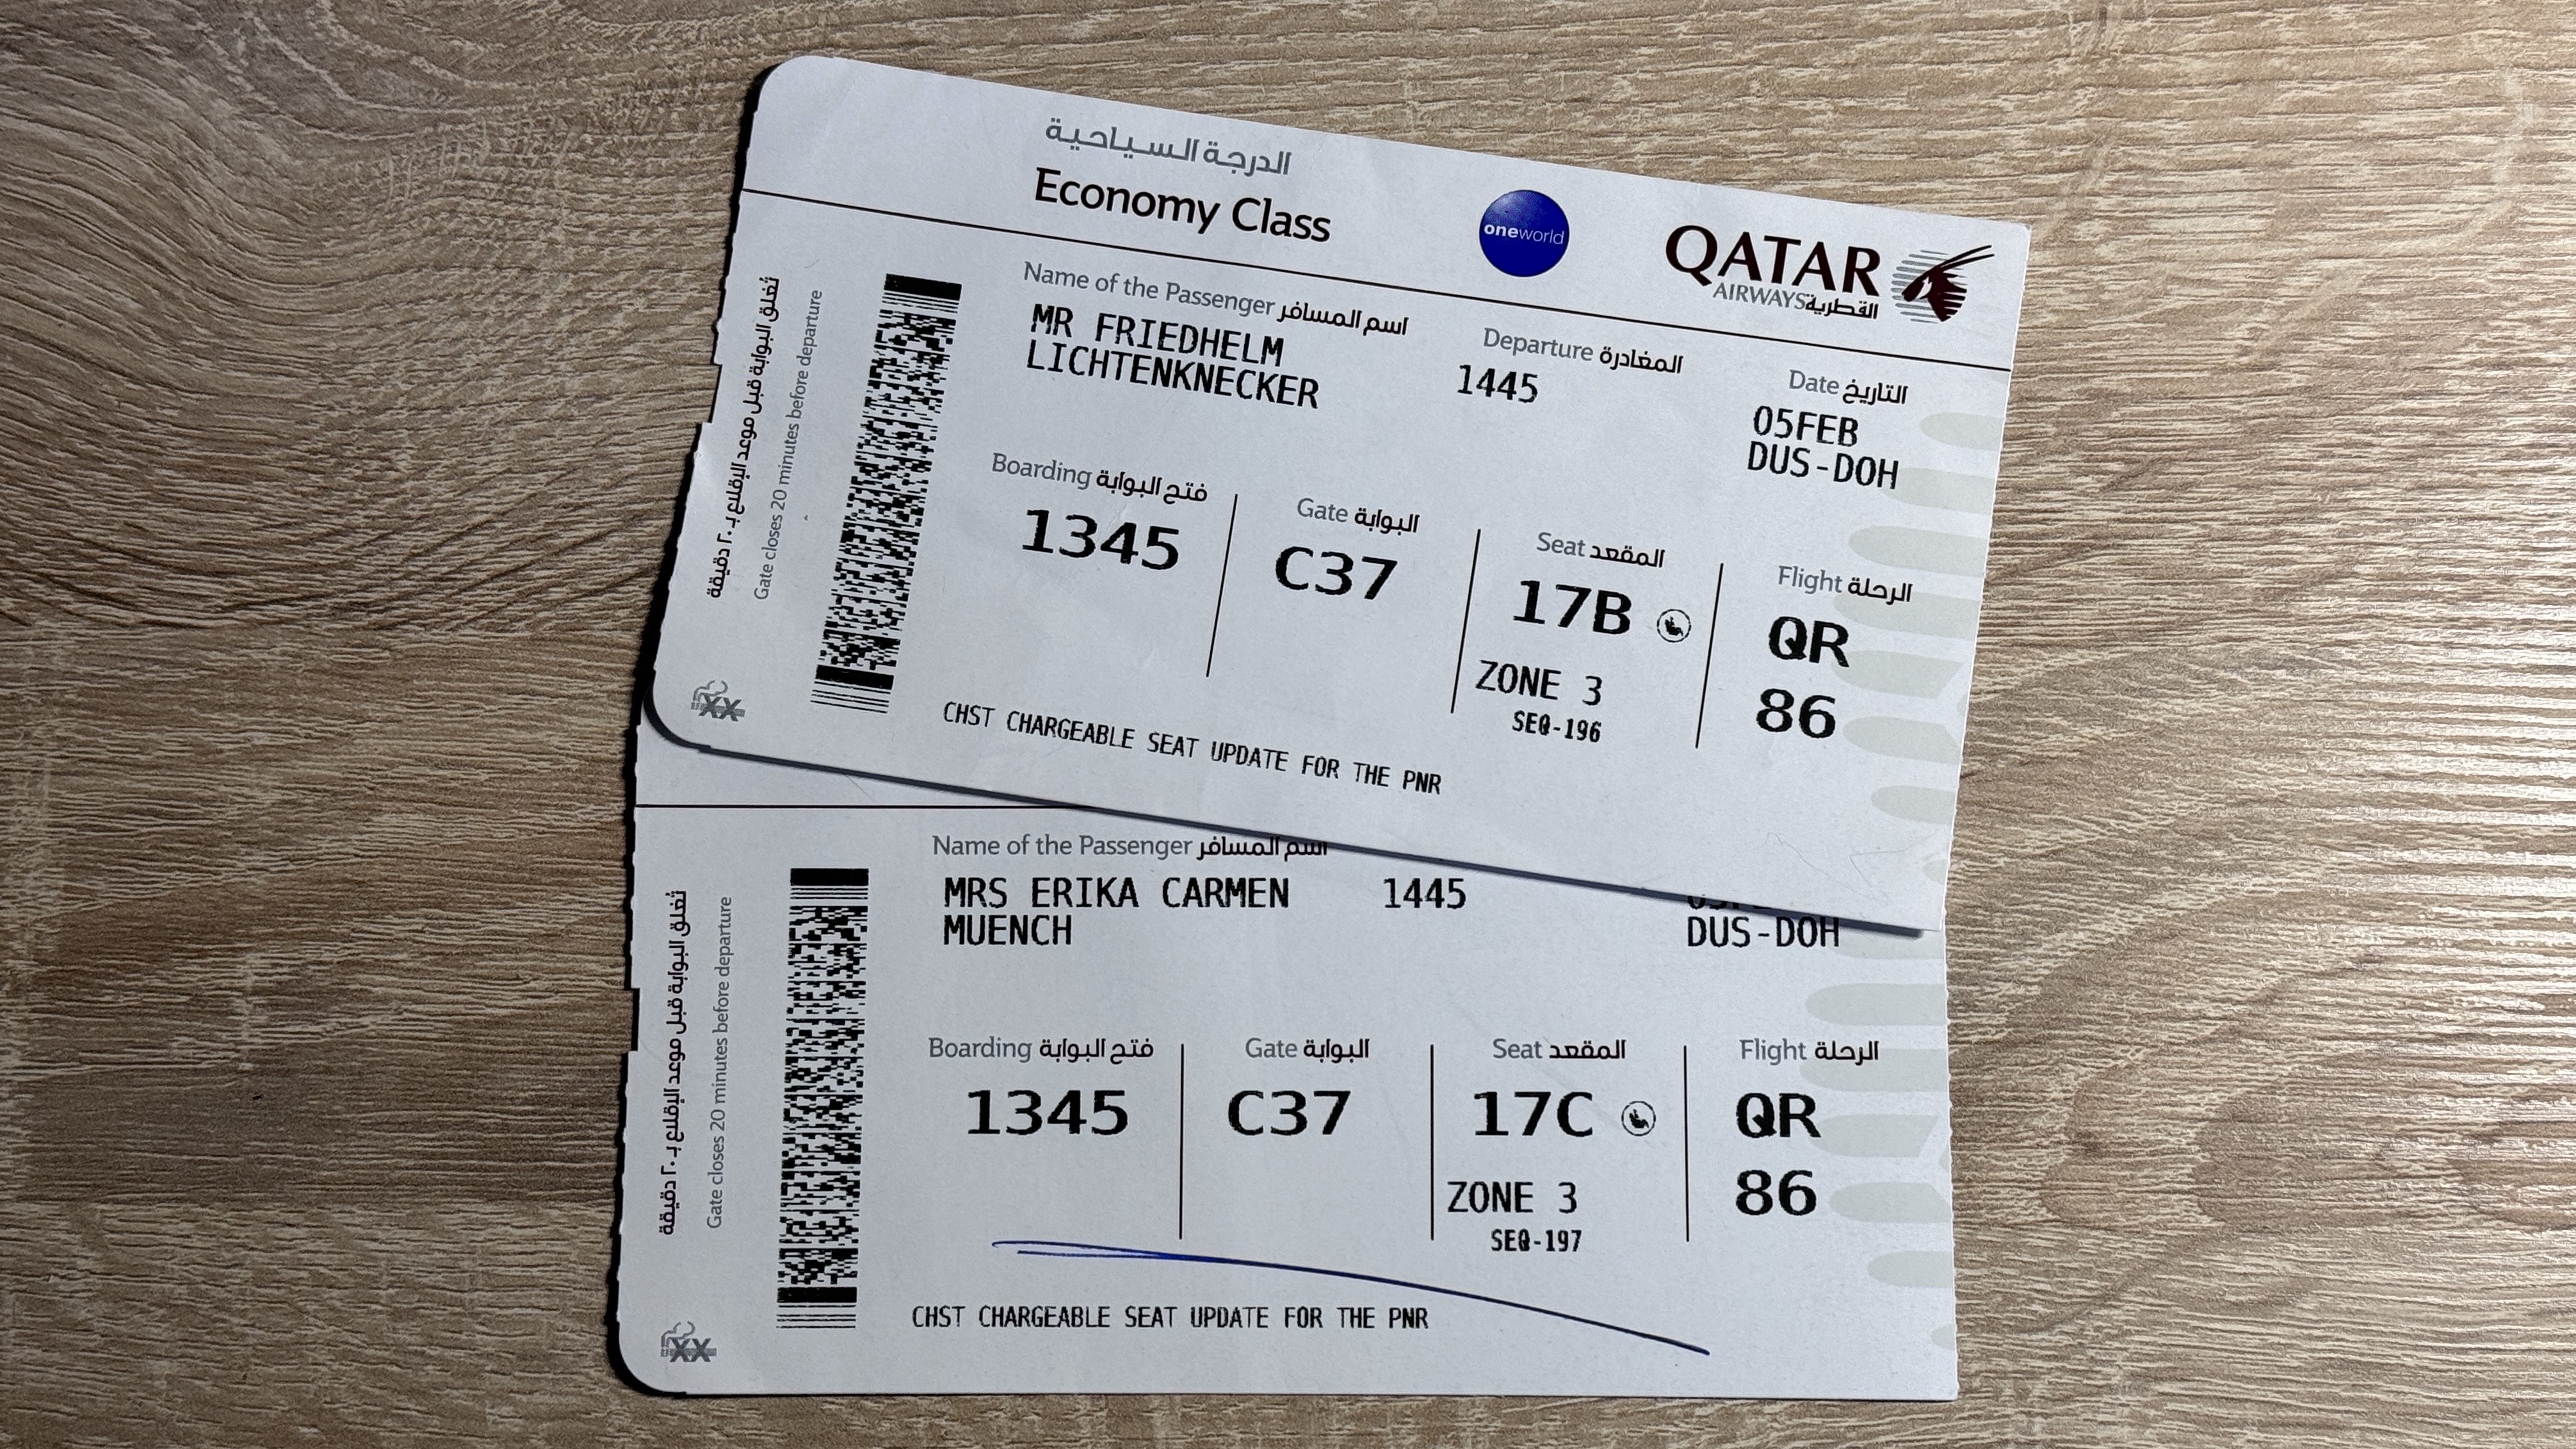 الدرجة السياحية
Economy Class
oneworld
QATAR
AIRWAYS القطرية
Name of the Passenger اسم المسافر
MR FRIEDHELM
LICHTENKNECKER
Departure المغادرة
1445
Date التاريخ
05FEB
DUS-DOH
Boarding فتح البوابة
1345
Gate البوابة
C37
Seat المقعد
17B
ZONE 3
SEQ-196
Flight الرحلة
QR
86
CHST CHARGEABLE SEAT UPDATE FOR THE PNR
تُغلق البوابة قبل موعد الإقلاع بـ ٢٠ دقيقة
Gate closes 20 minutes before departure
XX
Name of the Passenger اسم المسافر
MRS ERIKA CARMEN
MUENCH
1445
DUS-DOH
Boarding فتح البوابة
1345
Gate البوابة
C37
Seat المقعد
17C
ZONE 3
SEQ-197
Flight الرحلة
QR
86
CHST CHARGEABLE SEAT UPDATE FOR THE PNR
تُغلق البوابة قبل موعد الإقلاع بـ ٢٠ دقيقة
Gate closes 20 minutes before departure
XX